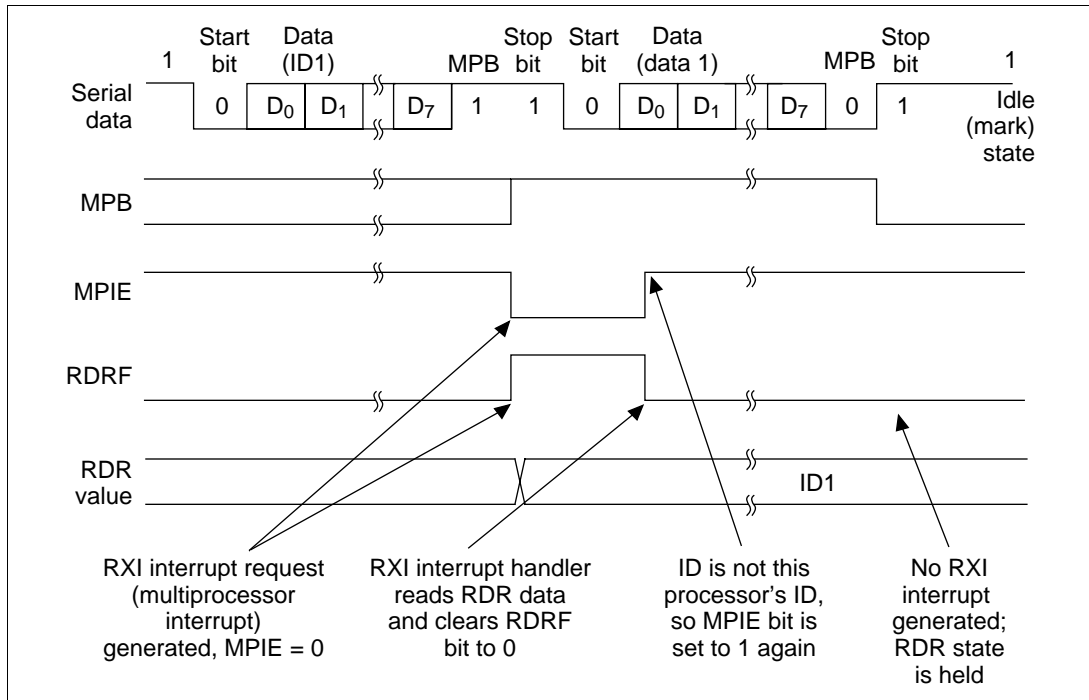 1
Start bit
Data (ID1)
MPB
Stop bit
Start bit
Data (data 1)
MPB
Stop bit
1
Serial data
0
D0
D1
D7
1
1
0
D0
D1
D7
0
1
Idle (mark) state
MPB
MPIE
RDRF
RDR value
ID1
RXI interrupt request
(multiprocessor
interrupt)
generated, MPIE = 0
RXI interrupt handler
reads RDR data
and clears RDRF
bit to 0
ID is not this
processor's ID,
so MPIE bit is
set to 1 again
No RXI
interrupt
generated;
RDR state
is held